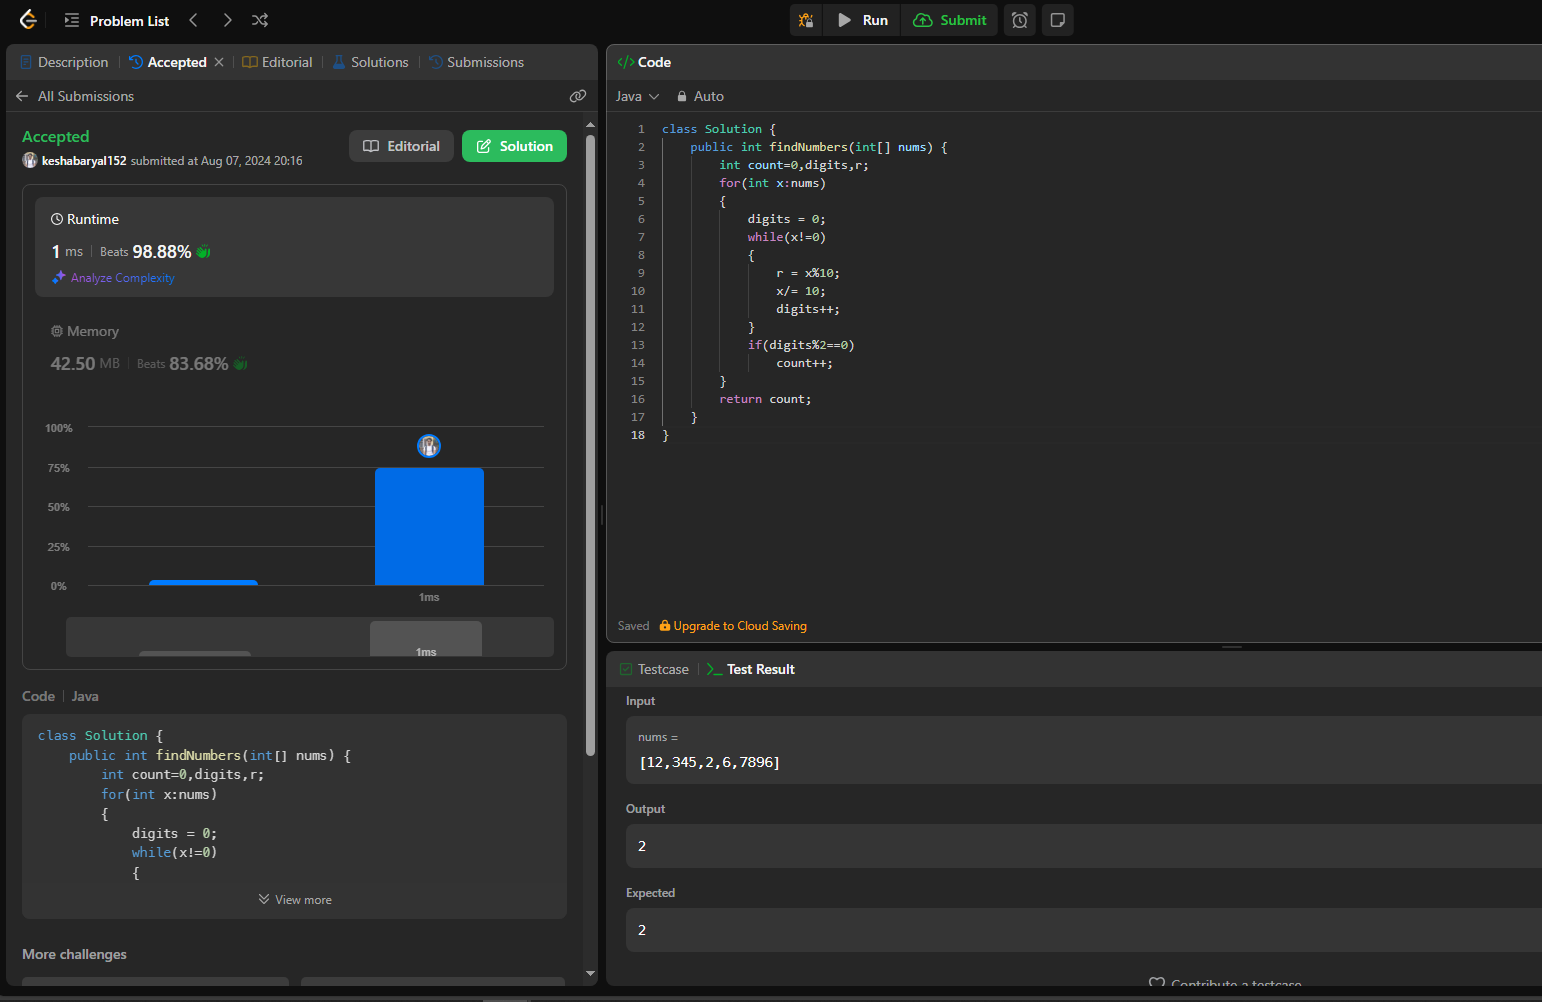 Problem List
Run
Submit
Description
Accepted
Editorial
Solutions
Submissions
All Submissions
Accepted
keshabaryal152 submitted at Aug 07, 2024 20:16
Editorial
Solution
Runtime
1 ms
Beats 98.88%
Analyze Complexity
Memory
42.50 MB
Beats 83.68%
100%
75%
50%
25%
0%
1ms
1ms
Code
Java
class Solution {
    public int findNumbers(int[] nums) {
        int count=0,digits,r;
        for(int x:nums)
        {
            digits = 0;
            while(x!=0)
            {
View more
More challenges
Code
Java
Auto
1 class Solution {
2     public int findNumbers(int[] nums) {
3         int count=0,digits,r;
4         for(int x:nums)
5         {
6             digits = 0;
7             while(x!=0)
8             {
9                 r = x%10;
10                 x/= 10;
11                 digits++;
12             }
13             if(digits%2==0)
14                 count++;
15         }
16         return count;
17     }
18 }
Saved
Upgrade to Cloud Saving
Testcase
Test Result
Input
nums =
[12,345,2,6,7896]
Output
2
Expected
2
Contribute a testcase